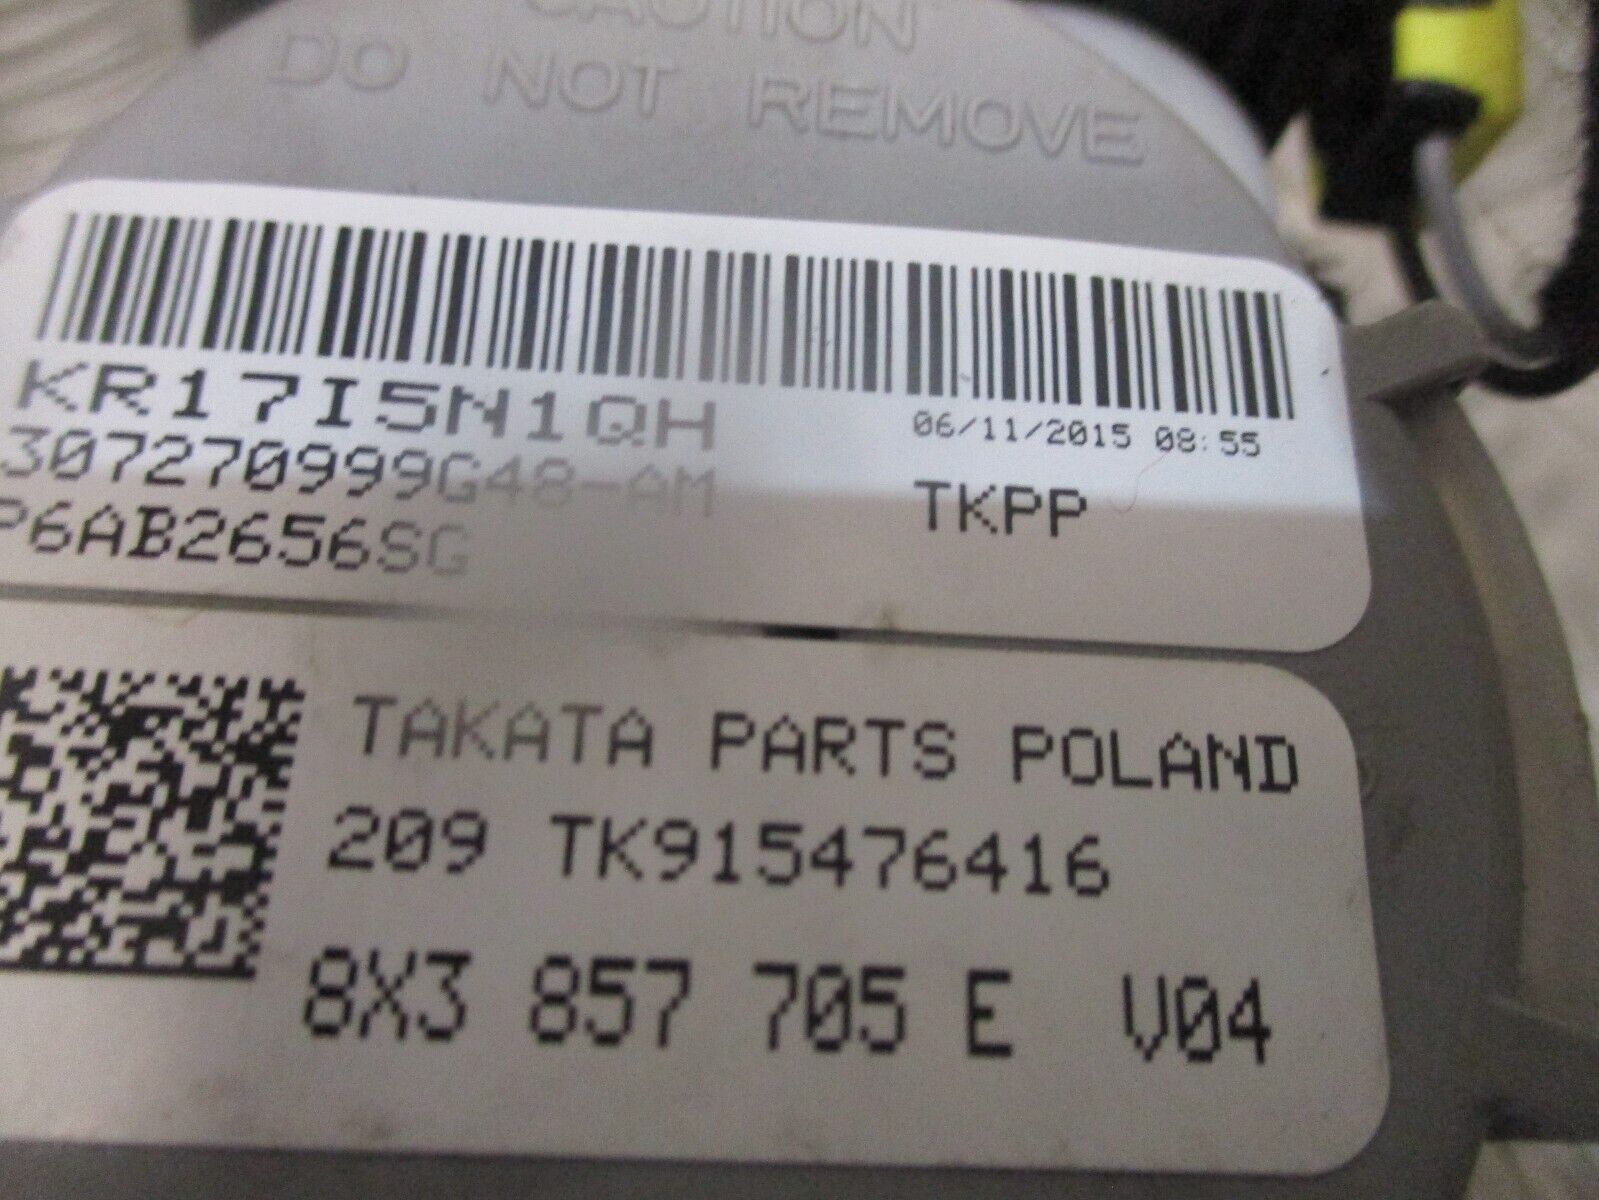 CAUTION
DO NOT REMOVE
KR17I5N1QH
307270999G48-AM
P6AB2656SG
06/11/2015 08:55
TKPP
TAKATA PARTS POLAND
209 TK915476416
8X3 857 705 E V04